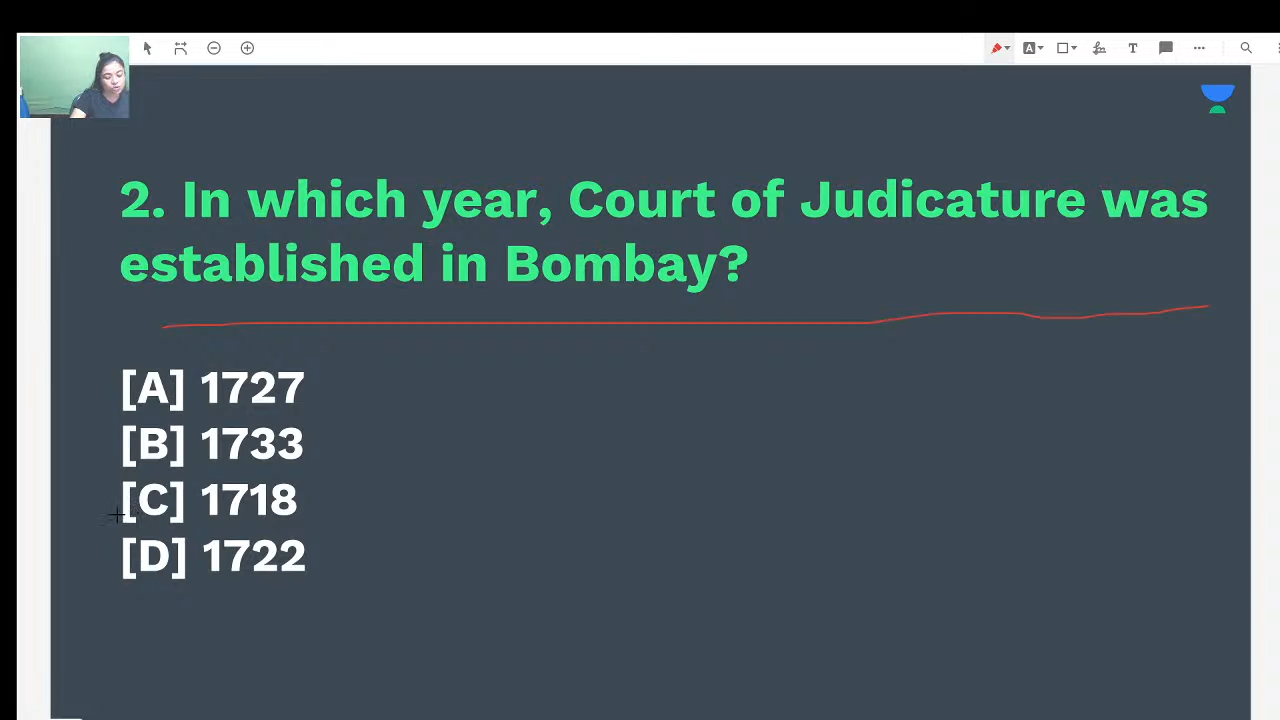 2. In which year, Court of Judicature was
established in Bombay?
[A] 1727
[B] 1733
[C] 1718
[D] 1722